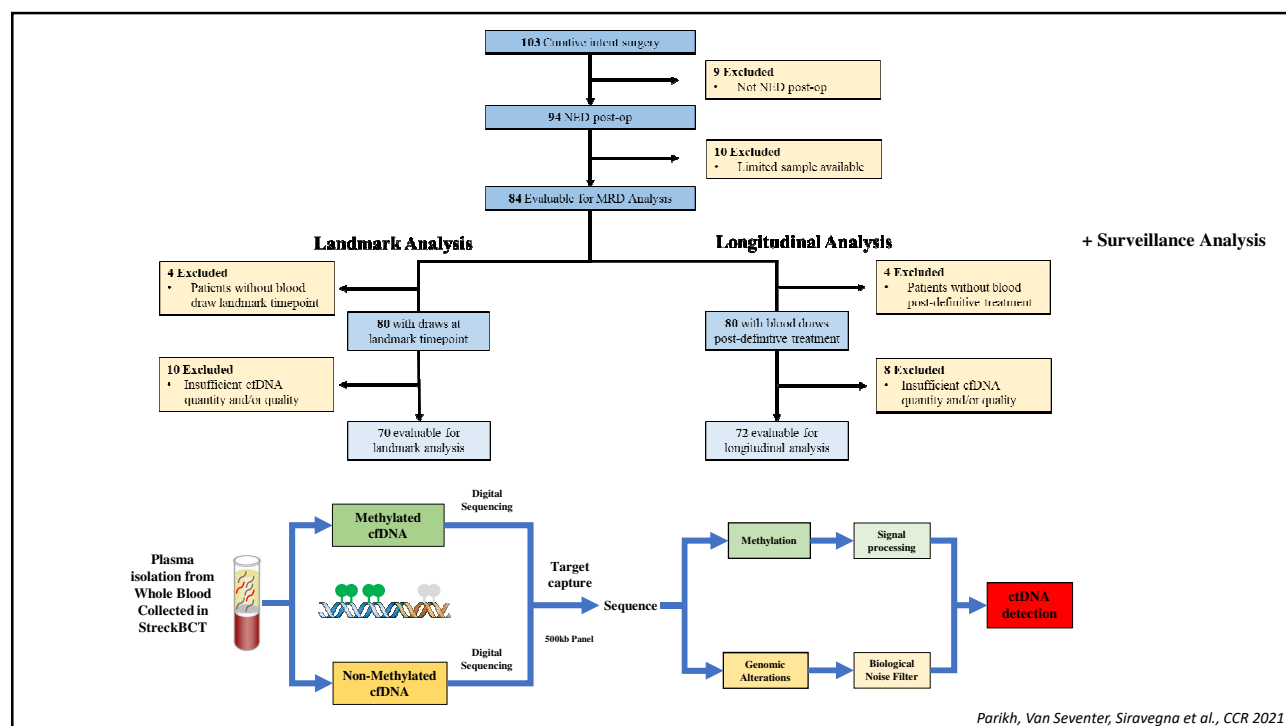 103 Curative intent surgery
9 Excluded
• Not NED post-op
94 NED post-op
10 Excluded
• Limited sample available
84 Evaluable for MRD Analysis
Landmark Analysis
Longitudinal Analysis
+ Surveillance Analysis
4 Excluded
• Patients without blood
draw landmark timepoint
80 with draws at
landmark timepoint
10 Excluded
• Insufficient cfDNA
quantity and/or quality
70 evaluable for
landmark analysis
4 Excluded
• Patients without blood
post-definitive treatment
80 with blood draws
post-definitive treatment
8 Excluded
• Insufficient cfDNA
quantity and/or quality
72 evaluable for
longitudinal analysis
Plasma
isolation from
Whole Blood
Collected in
StreckBCT
Methylated
cfDNA
Digital
Sequencing
Non-Methylated
cfDNA
Digital
Sequencing
Target
capture
500kb Panel
Sequence
Methylation
Signal
processing
Genomic
Alterations
Biological
Noise Filter
ctDNA
detection
Parikh, Van Seventer, Siravegna et al., CCR 2021